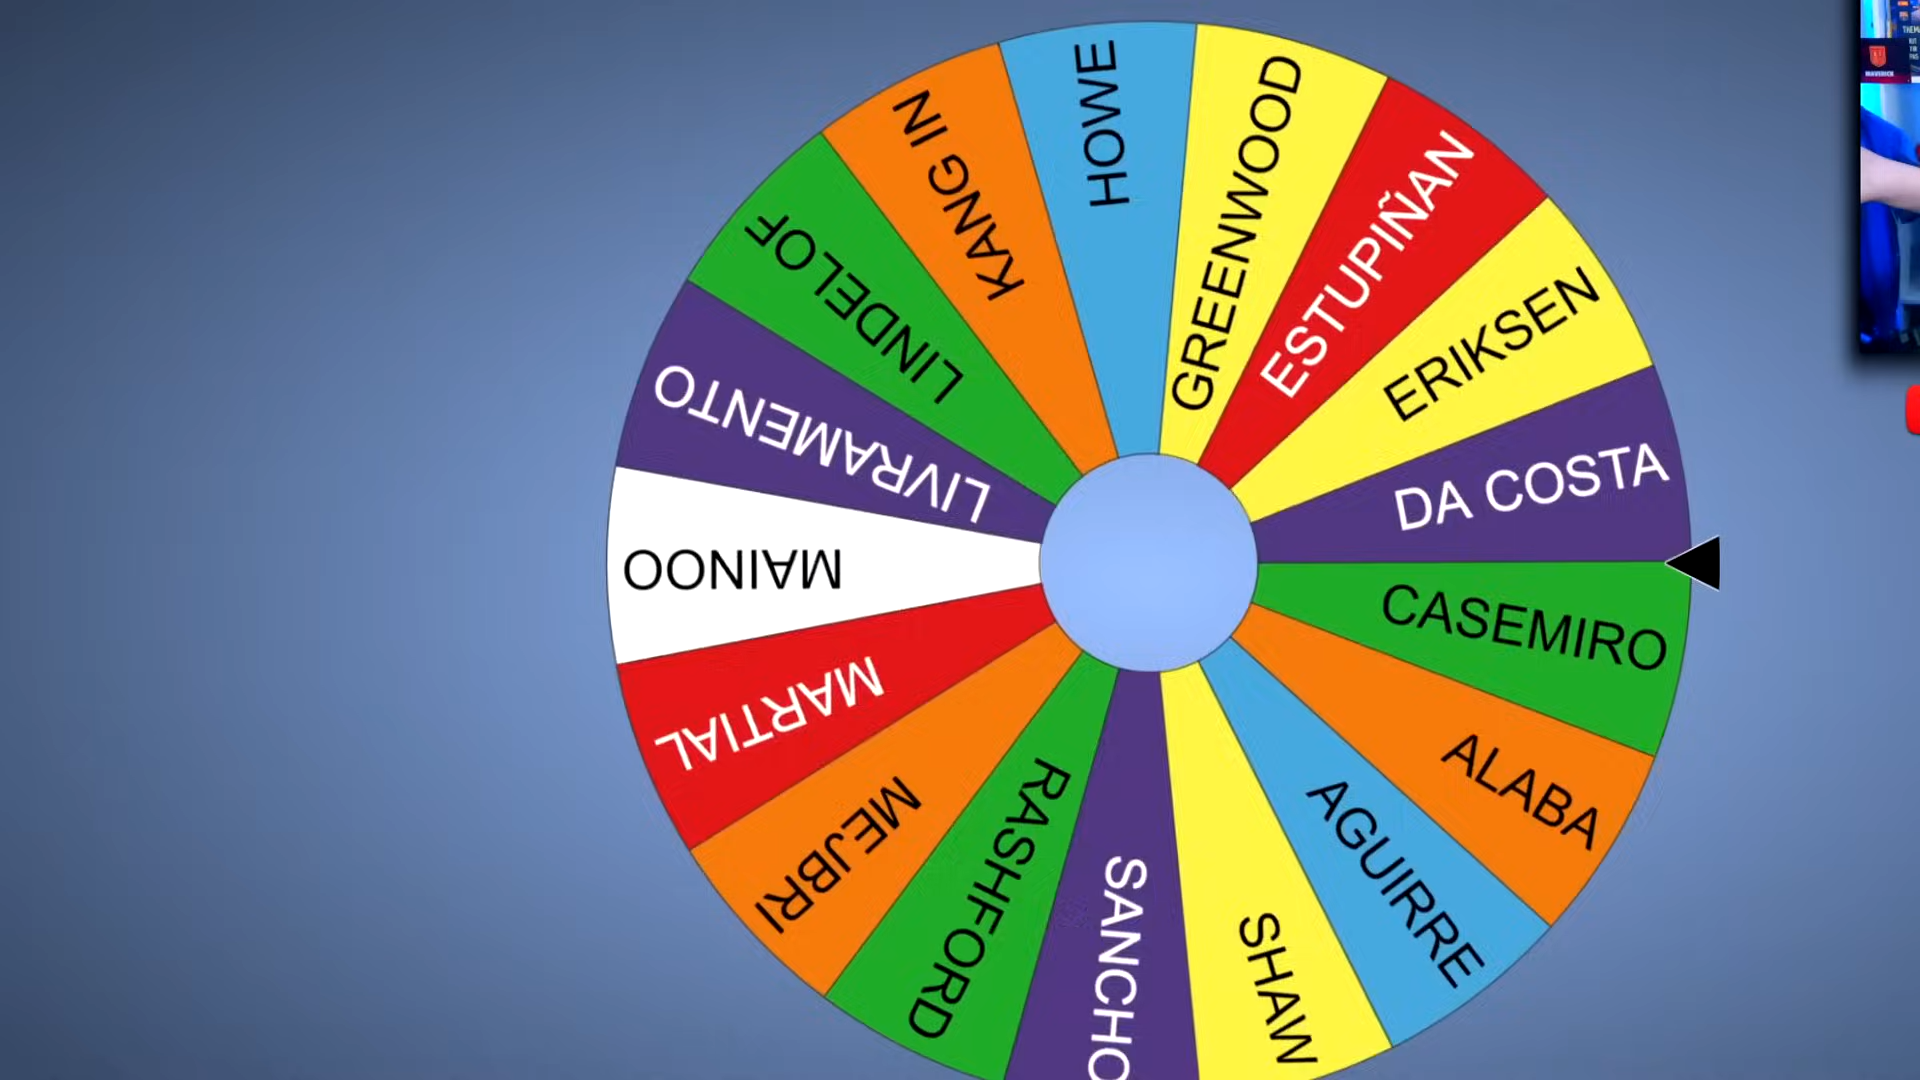 HOWE
GREENWOOD
ESTUPIÑAN
ERIKSEN
DA COSTA
CASEMIRO
ALABA
AGUIRRE
SHAW
SANCHO
RASHFORD
MEJBRI
MARTIAL
MAINOO
LIVRAMENTO
LINDELOF
KANG IN